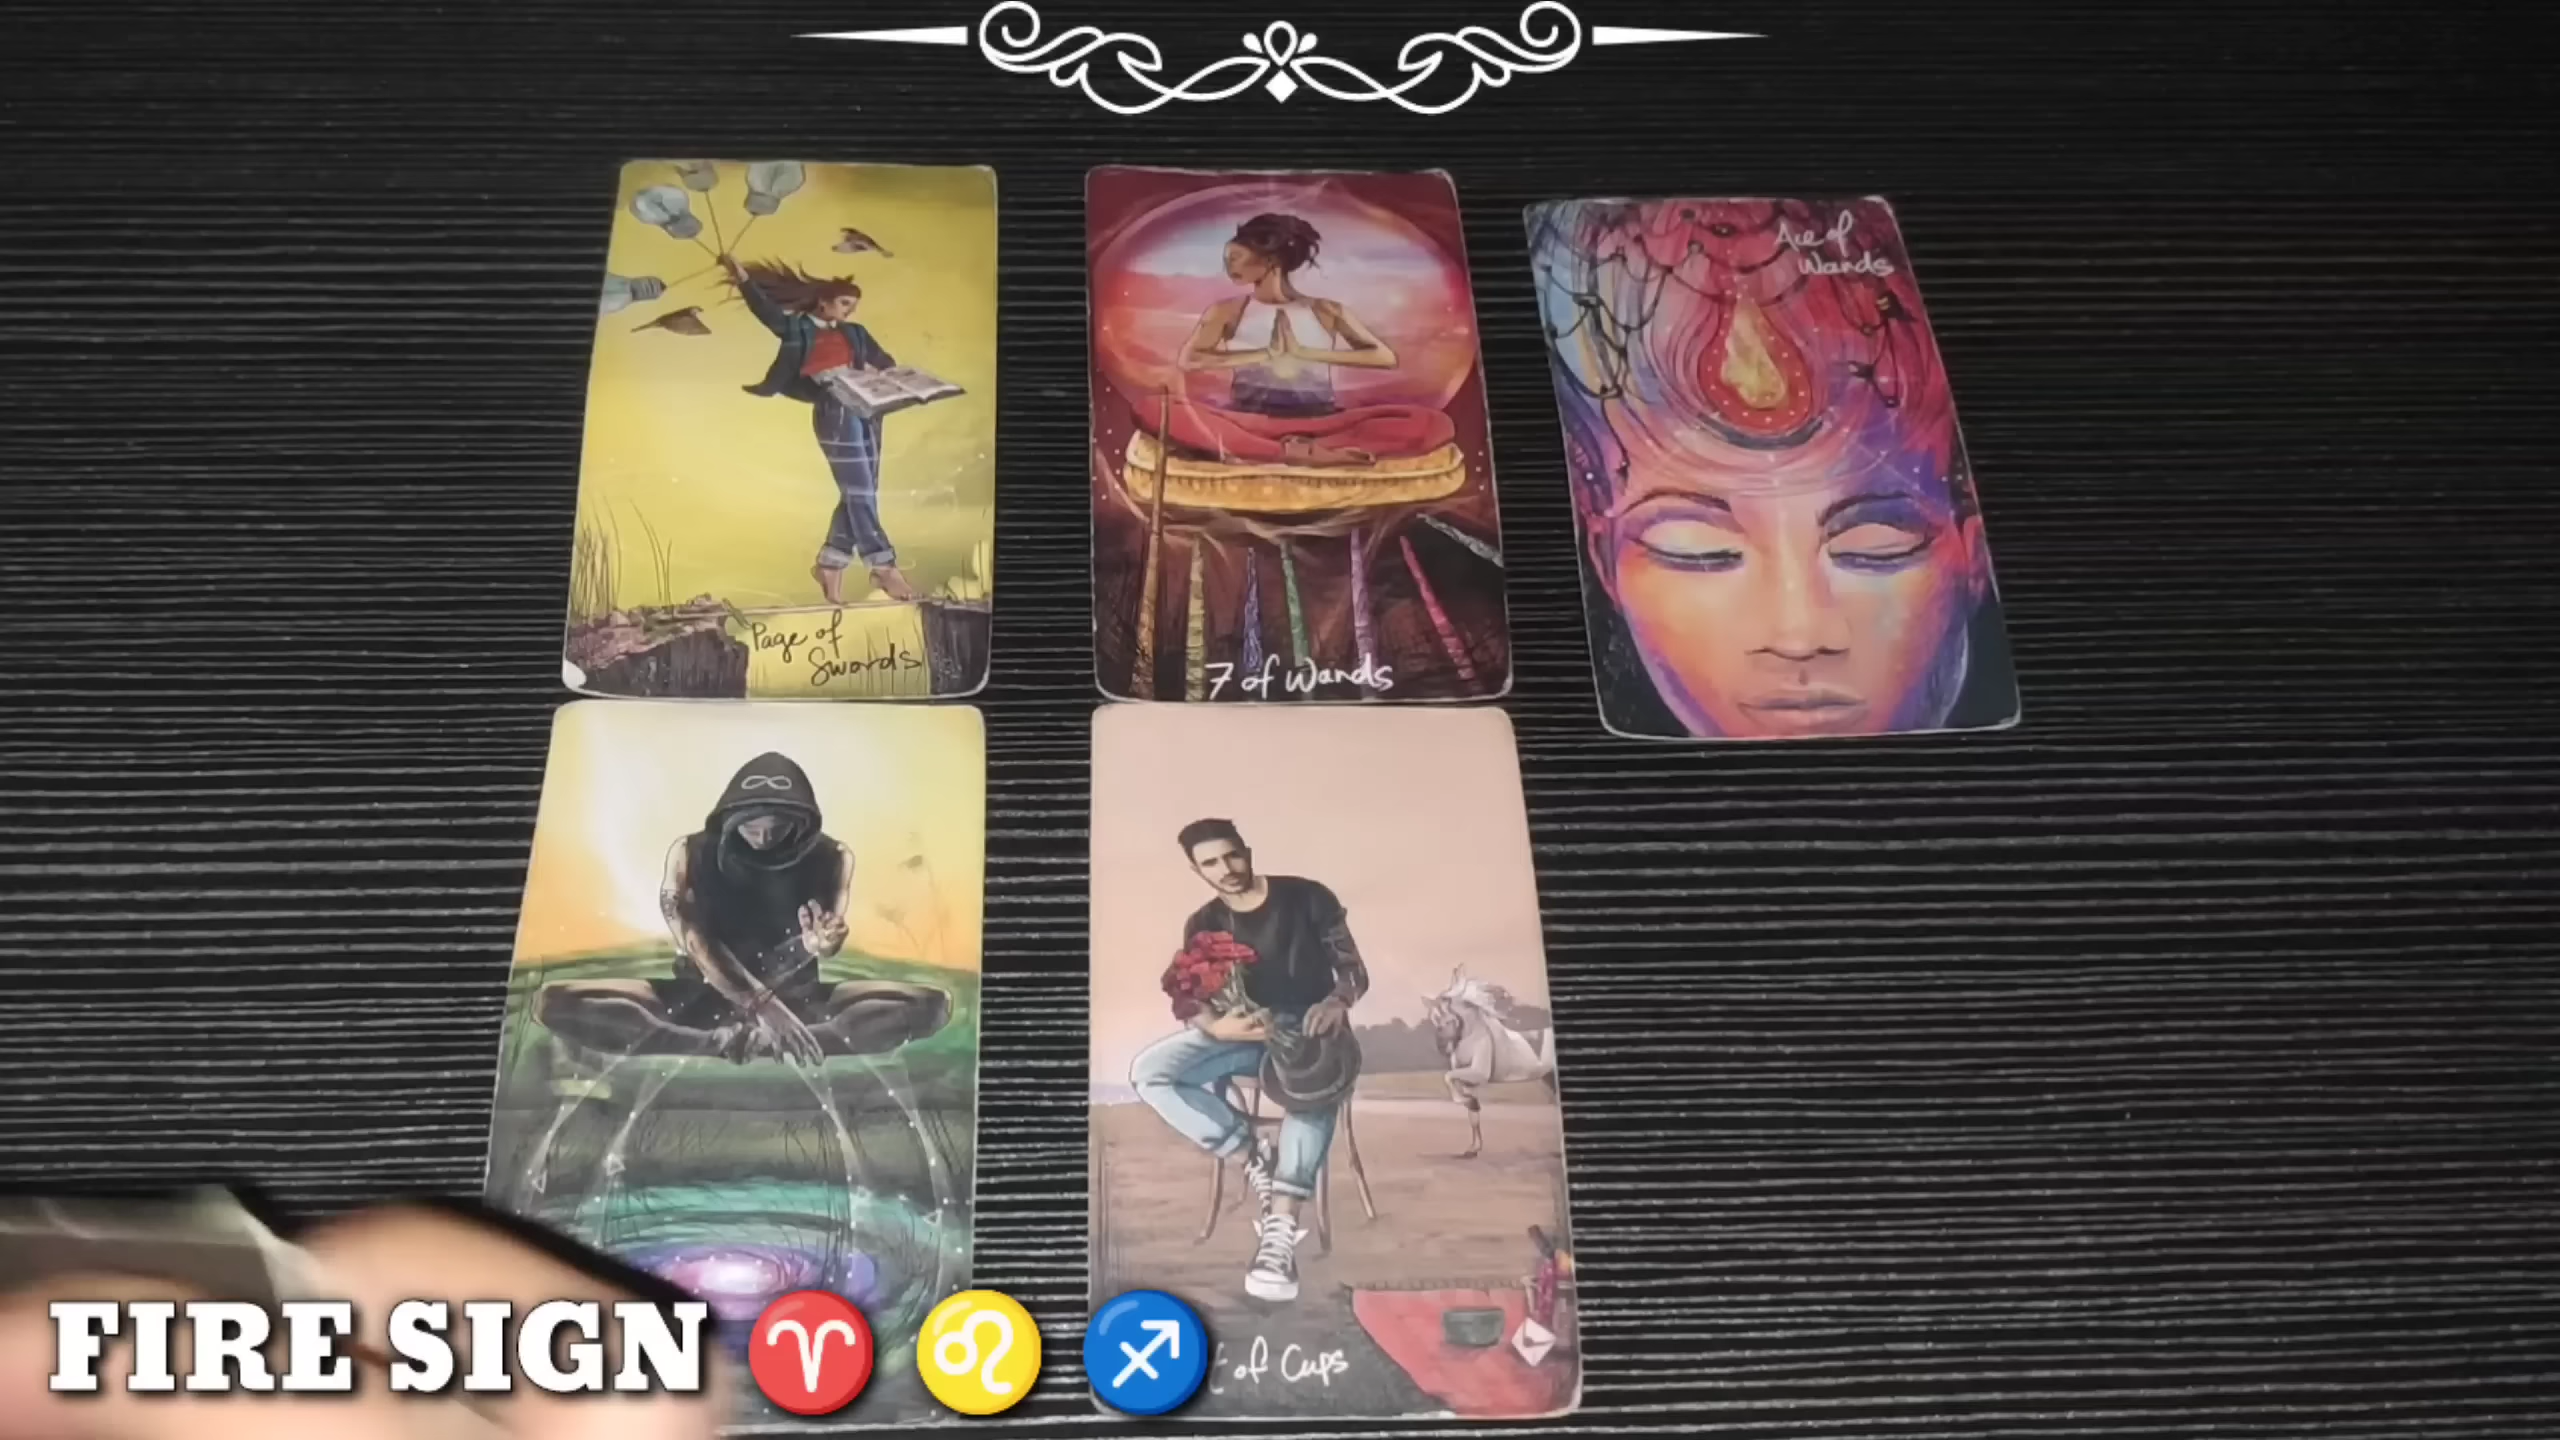 Page of
Swords
7 of Wands
Ace of
Wands
of Cups
FIRE SIGN